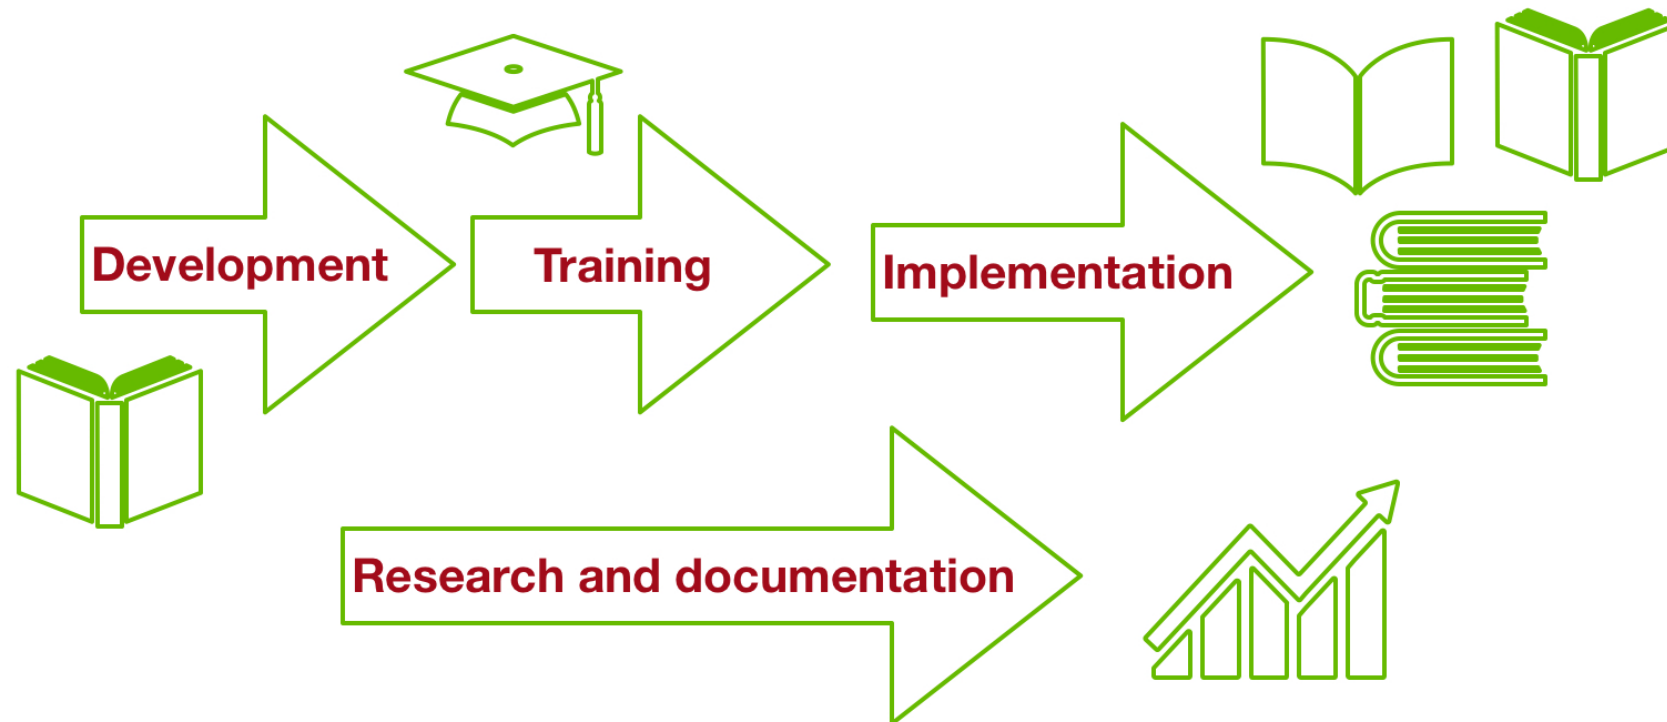 Development
Training
Implementation
Research and documentation